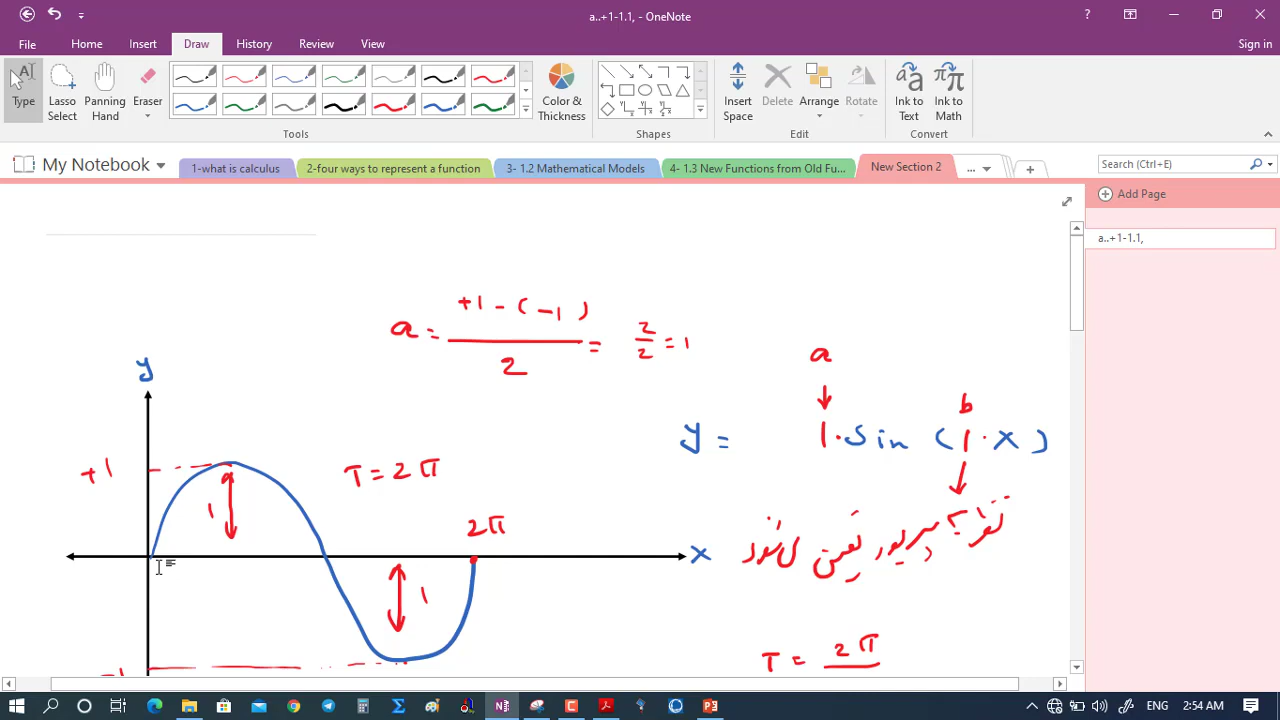 a..+1-1.1, - OneNote
? 
File Home Insert Draw History Review View Sign in
Type Lasso Select Panning Hand Eraser Color & Thickness Insert Space Delete Arrange Rotate Ink to Text Ink to Math
Tools Shapes Edit Convert
My Notebook 1-what is calculus 2-four ways to represent a function 3- 1.2 Mathematical Models 4- 1.3 New Functions from Old Fu... New Section 2 ... Search (Ctrl+E)
Add Page
a..+1-1.1,
a = +1 - (-1) / 2 = 2/2 = 1
a
b
y
y = 1 · Sin ( 1 · x )
+1
T = 2π
1
2π
x
1
T = 2π
ENG 2:54 AM